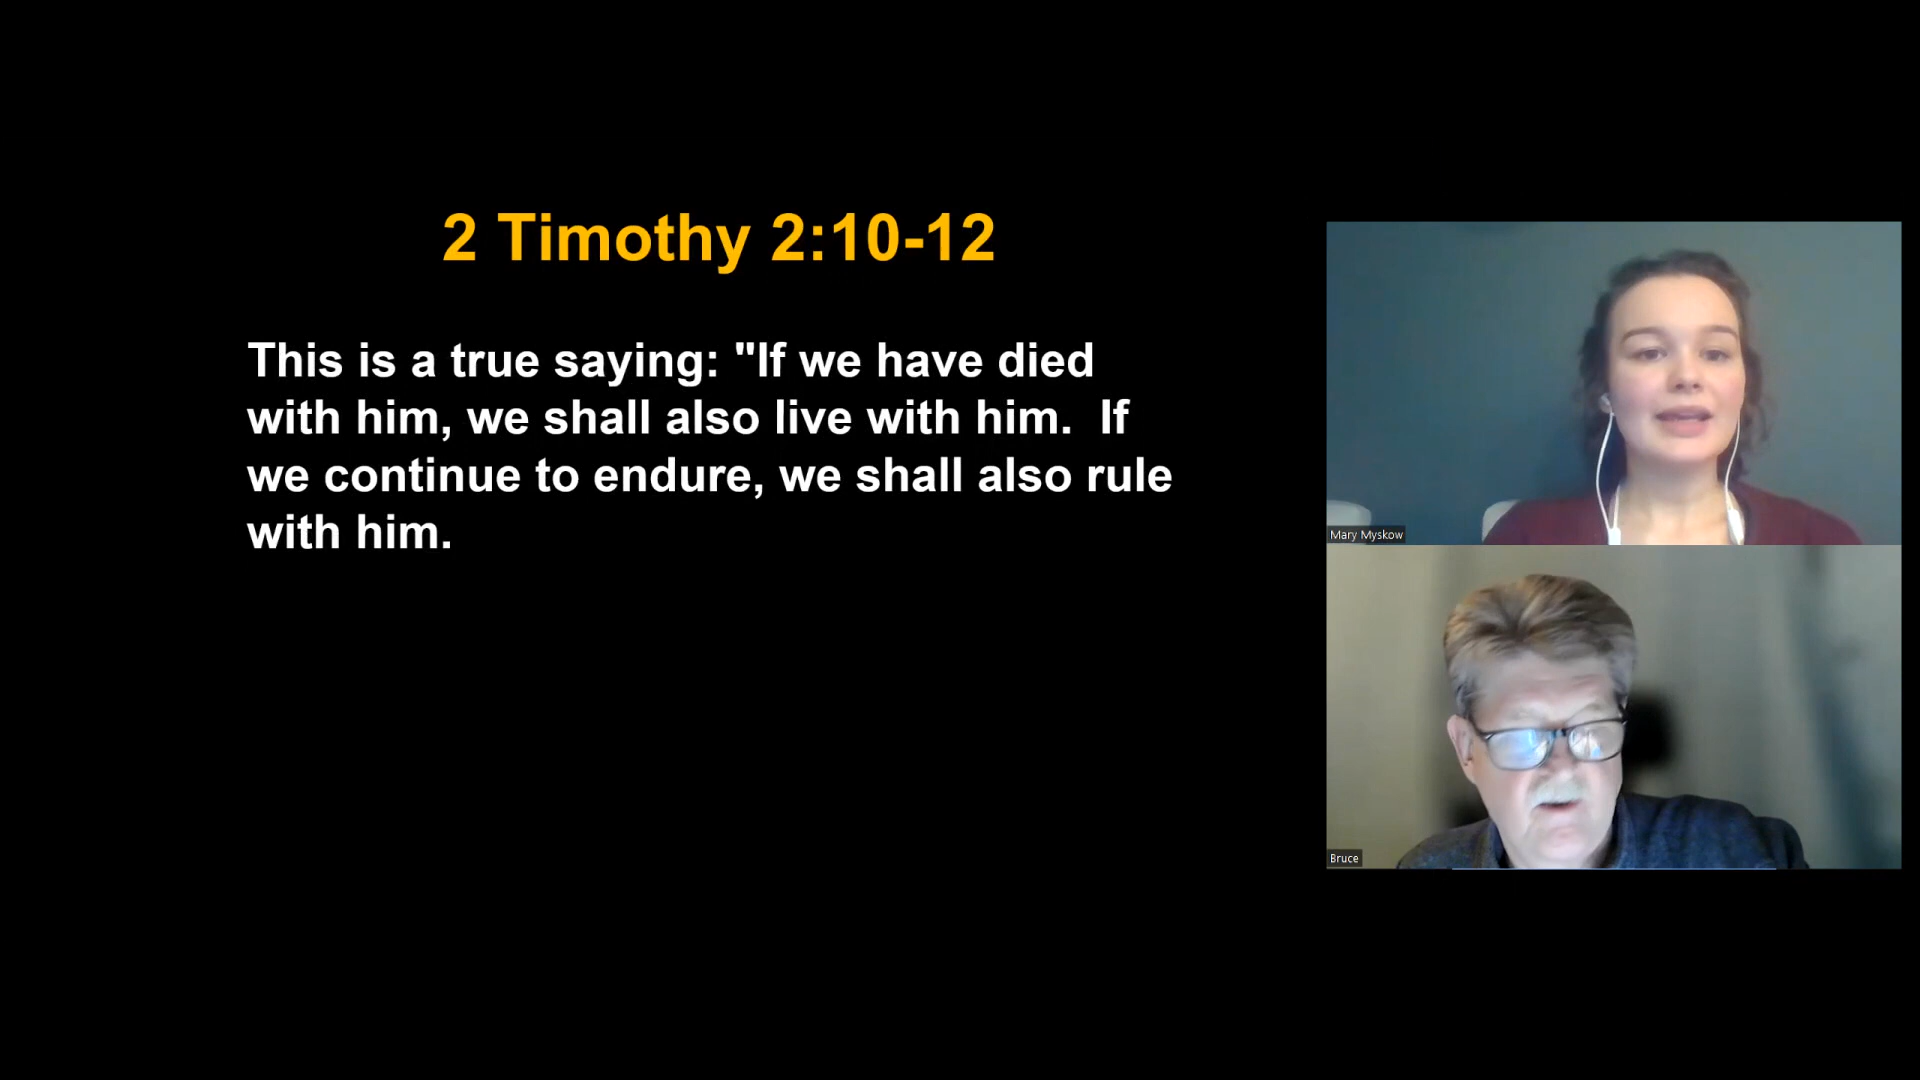 2 Timothy 2:10-12
This is a true saying: "If we have died
with him, we shall also live with him.  If
we continue to endure, we shall also rule
with him.
Mary Myskow
Bruce